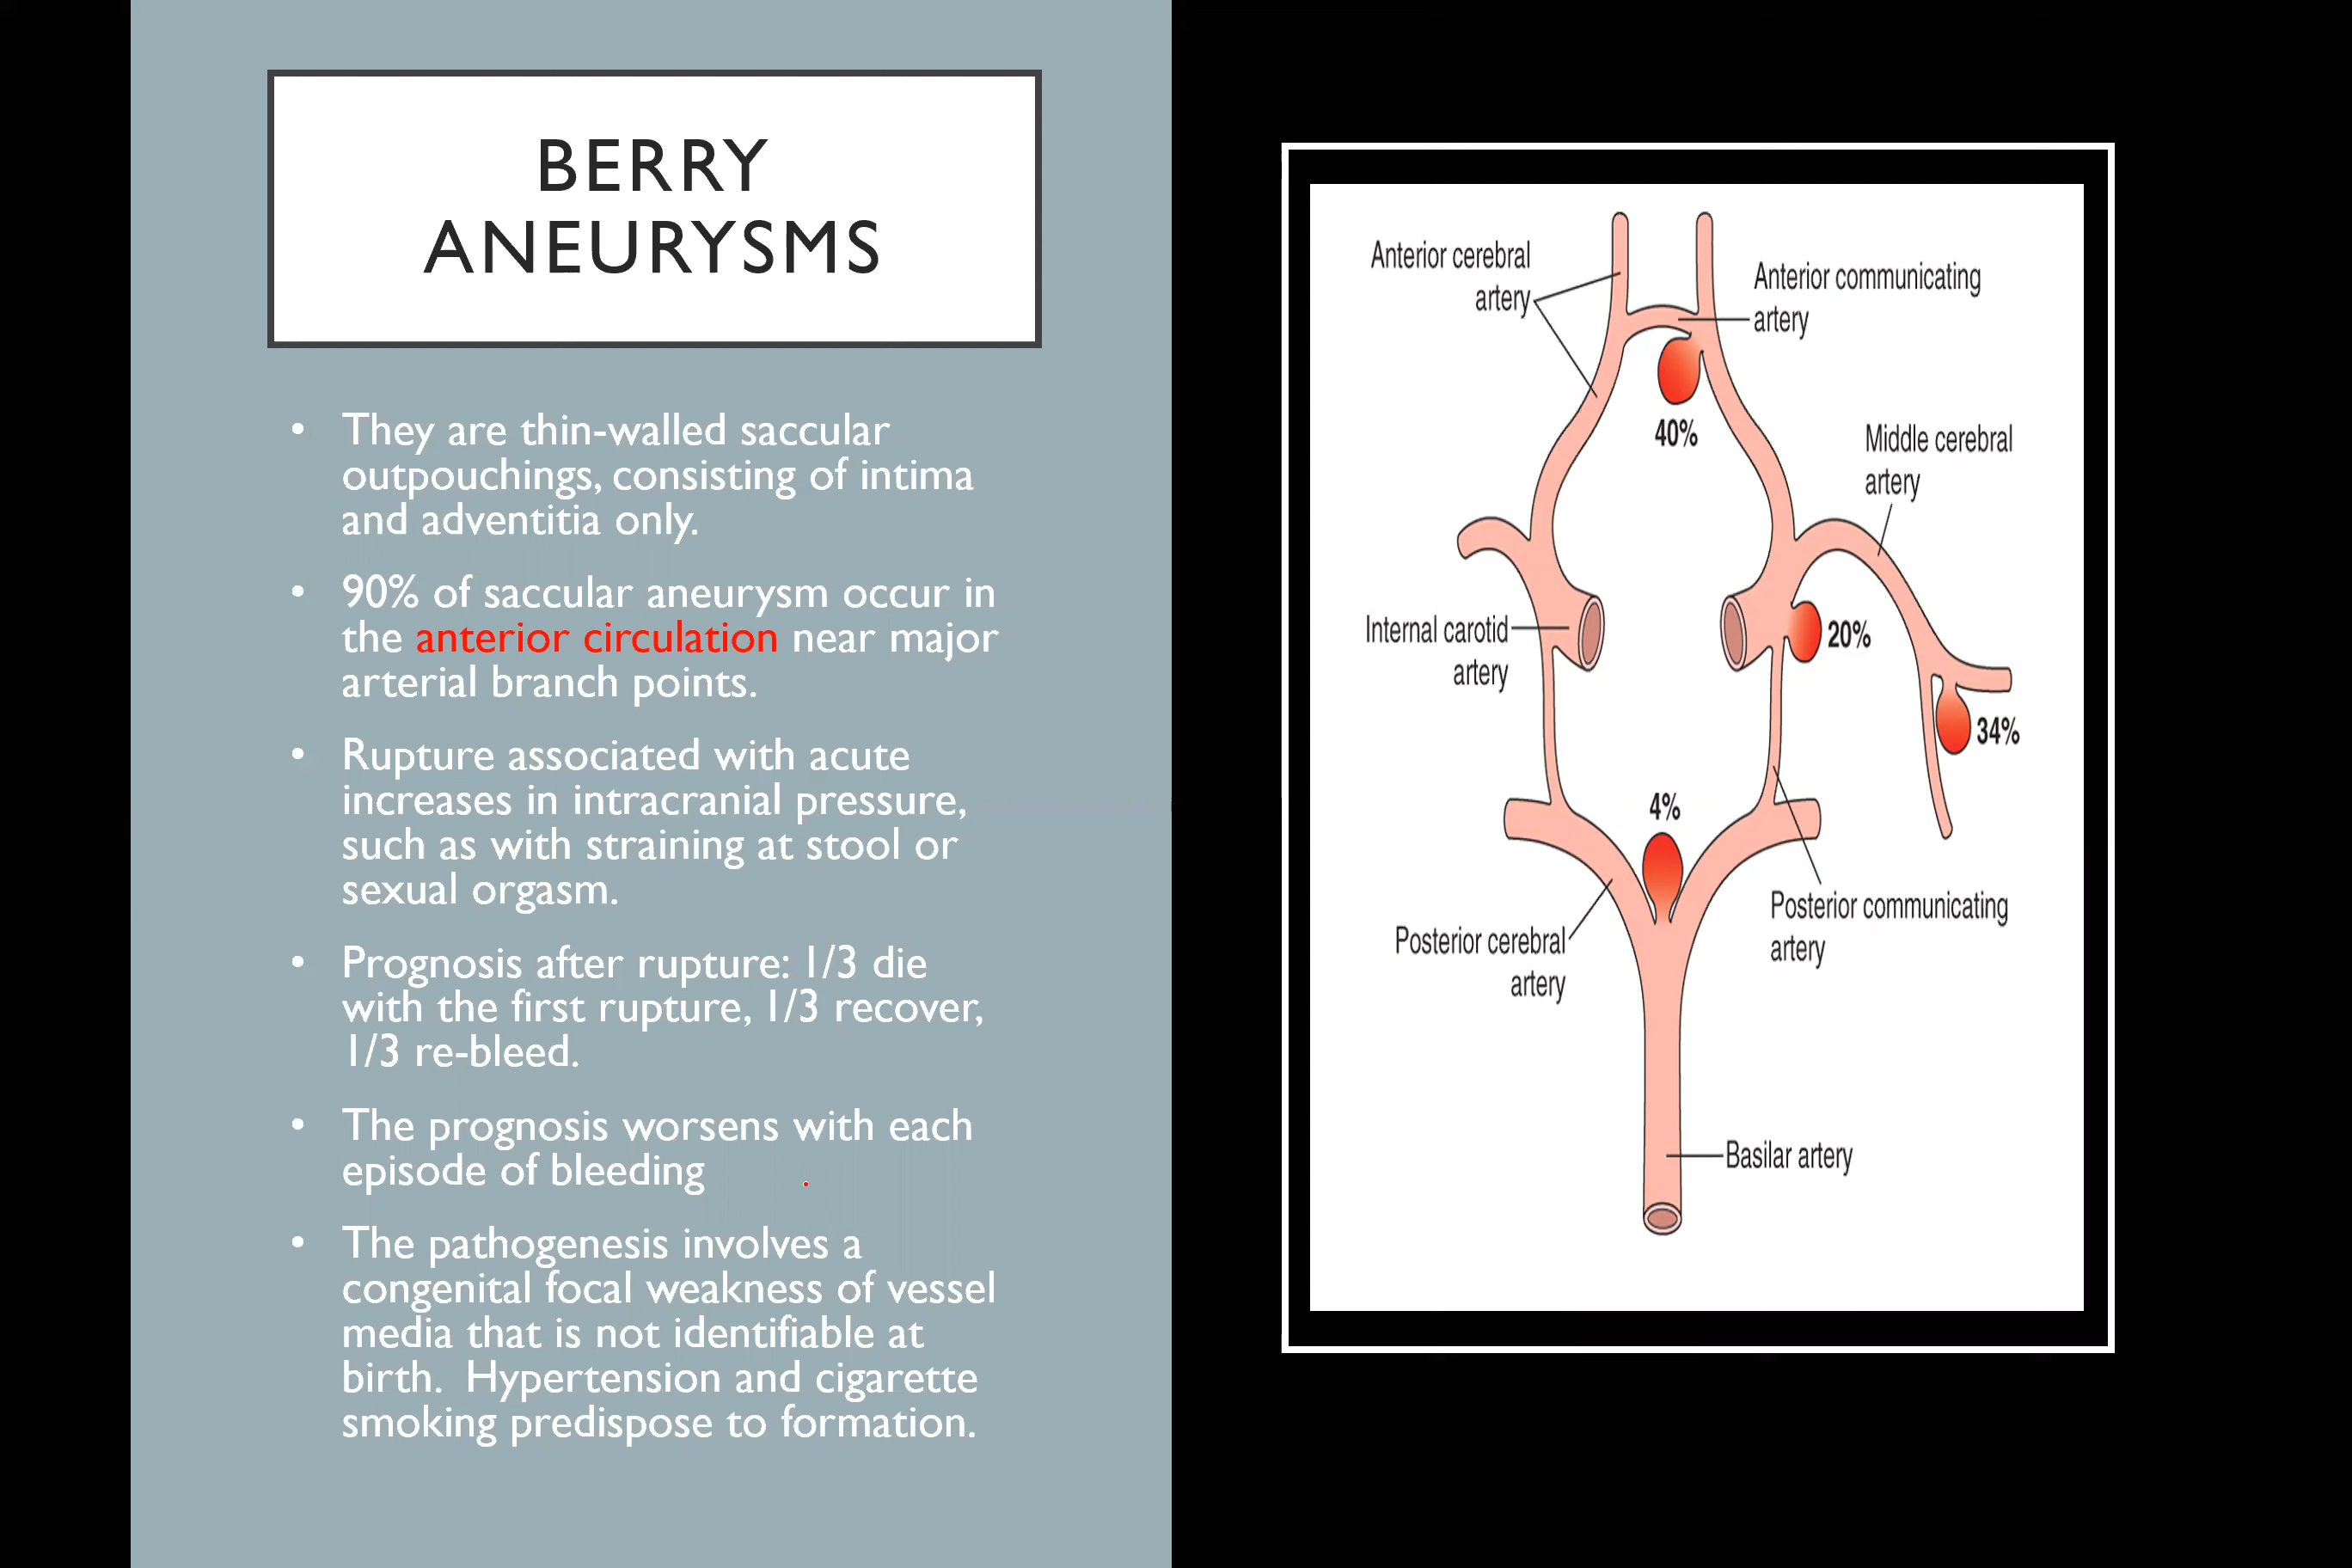 BERRY
ANEURYSMS
• They are thin-walled saccular
outpouchings, consisting of intima
and adventitia only.
• 90% of saccular aneurysm occur in
the anterior circulation near major
arterial branch points.
• Rupture associated with acute
increases in intracranial pressure,
such as with straining at stool or
sexual orgasm.
• Prognosis after rupture: 1/3 die
with the first rupture, 1/3 recover,
1/3 re-bleed.
• The prognosis worsens with each
episode of bleeding
• The pathogenesis involves a
congenital focal weakness of vessel
media that is not identifiable at
birth.  Hypertension and cigarette
smoking predispose to formation.
Anterior cerebral
artery
Anterior communicating
artery
40%
Middle cerebral
artery
Internal carotid
artery
20%
34%
4%
Posterior cerebral
artery
Posterior communicating
artery
Basilar artery